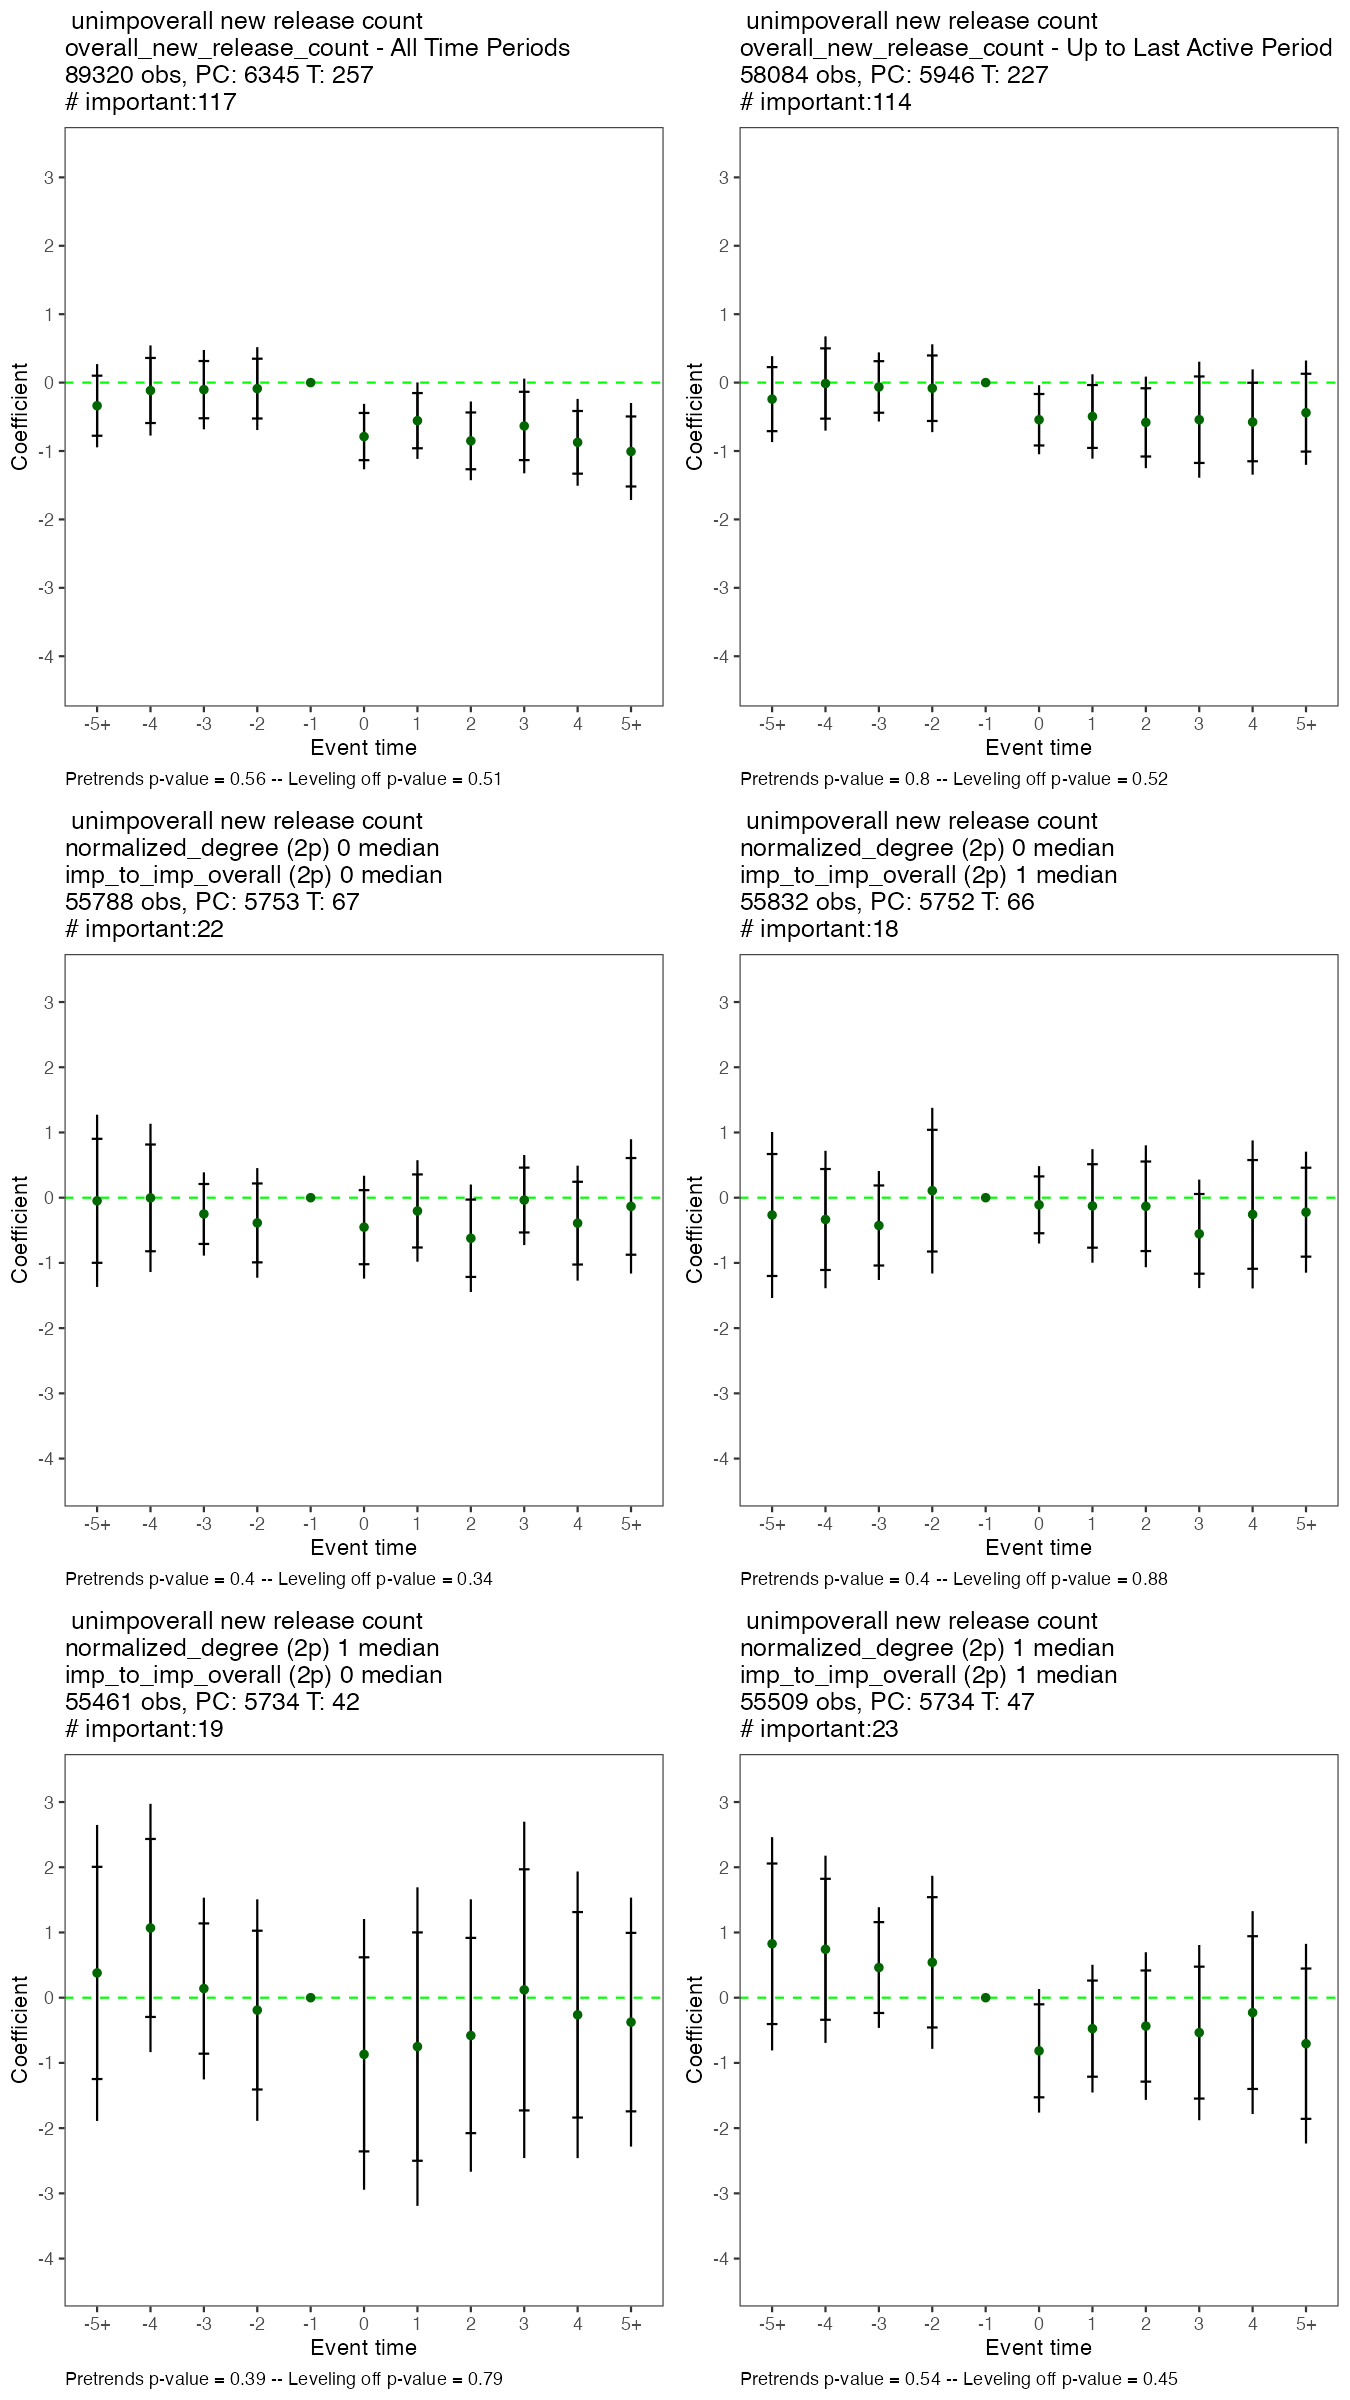 unimpoverall new release count
overall_new_release_count - All Time Periods
89320 obs, PC: 6345 T: 257
# important:117
3
2
1
0
-1
-2
-3
-4
Coefficient
-5+ -4 -3 -2 -1 0 1 2 3 4 5+
Event time
Pretrends p-value = 0.56 -- Leveling off p-value = 0.51
unimpoverall new release count
overall_new_release_count - Up to Last Active Period
58084 obs, PC: 5946 T: 227
# important:114
3
2
1
0
-1
-2
-3
-4
Coefficient
-5+ -4 -3 -2 -1 0 1 2 3 4 5+
Event time
Pretrends p-value = 0.8 -- Leveling off p-value = 0.52
unimpoverall new release count
normalized_degree (2p) 0 median
imp_to_imp_overall (2p) 0 median
55788 obs, PC: 5753 T: 67
# important:22
3
2
1
0
-1
-2
-3
-4
Coefficient
-5+ -4 -3 -2 -1 0 1 2 3 4 5+
Event time
Pretrends p-value = 0.4 -- Leveling off p-value = 0.34
unimpoverall new release count
normalized_degree (2p) 0 median
imp_to_imp_overall (2p) 1 median
55832 obs, PC: 5752 T: 66
# important:18
3
2
1
0
-1
-2
-3
-4
Coefficient
-5+ -4 -3 -2 -1 0 1 2 3 4 5+
Event time
Pretrends p-value = 0.4 -- Leveling off p-value = 0.88
unimpoverall new release count
normalized_degree (2p) 1 median
imp_to_imp_overall (2p) 0 median
55461 obs, PC: 5734 T: 42
# important:19
3
2
1
0
-1
-2
-3
-4
Coefficient
-5+ -4 -3 -2 -1 0 1 2 3 4 5+
Event time
Pretrends p-value = 0.39 -- Leveling off p-value = 0.79
unimpoverall new release count
normalized_degree (2p) 1 median
imp_to_imp_overall (2p) 1 median
55509 obs, PC: 5734 T: 47
# important:23
3
2
1
0
-1
-2
-3
-4
Coefficient
-5+ -4 -3 -2 -1 0 1 2 3 4 5+
Event time
Pretrends p-value = 0.54 -- Leveling off p-value = 0.45